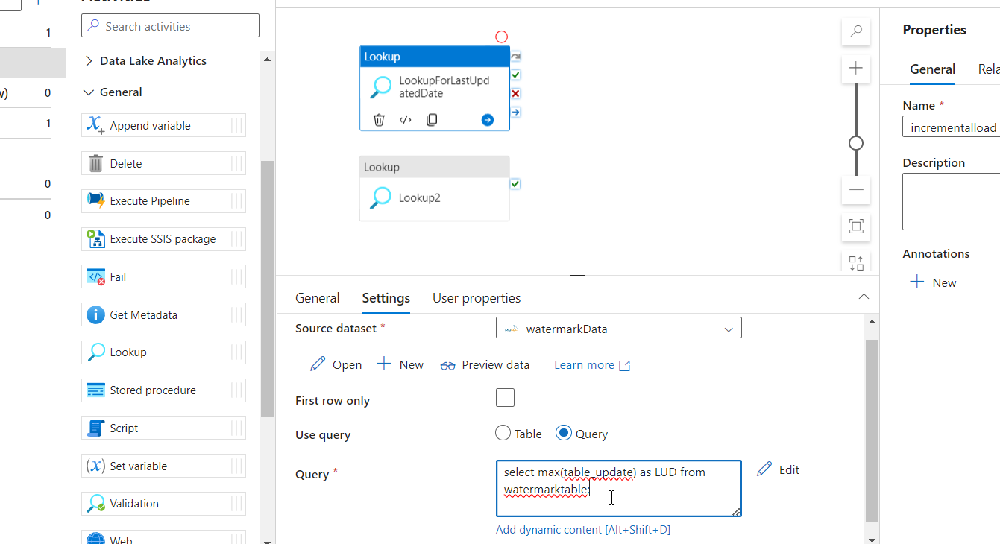 Activities
Search activities
1
Data Lake Analytics
0
General
1
Append variable
Delete
0
Execute Pipeline
0
Execute SSIS package
Fail
Get Metadata
Lookup
Stored procedure
Script
Set variable
Validation
Web
Lookup
LookupForLastUpd
atedDate
Lookup
Lookup2
General Settings User properties
Source dataset * watermarkData
Open New Preview data Learn more
First row only
Use query Table Query
Query * select max(table_update) as LUD from
watermarktable;
Edit
Add dynamic content [Alt+Shift+D]
Properties
General Rela
Name *
incrementalload_
Description
Annotations
New